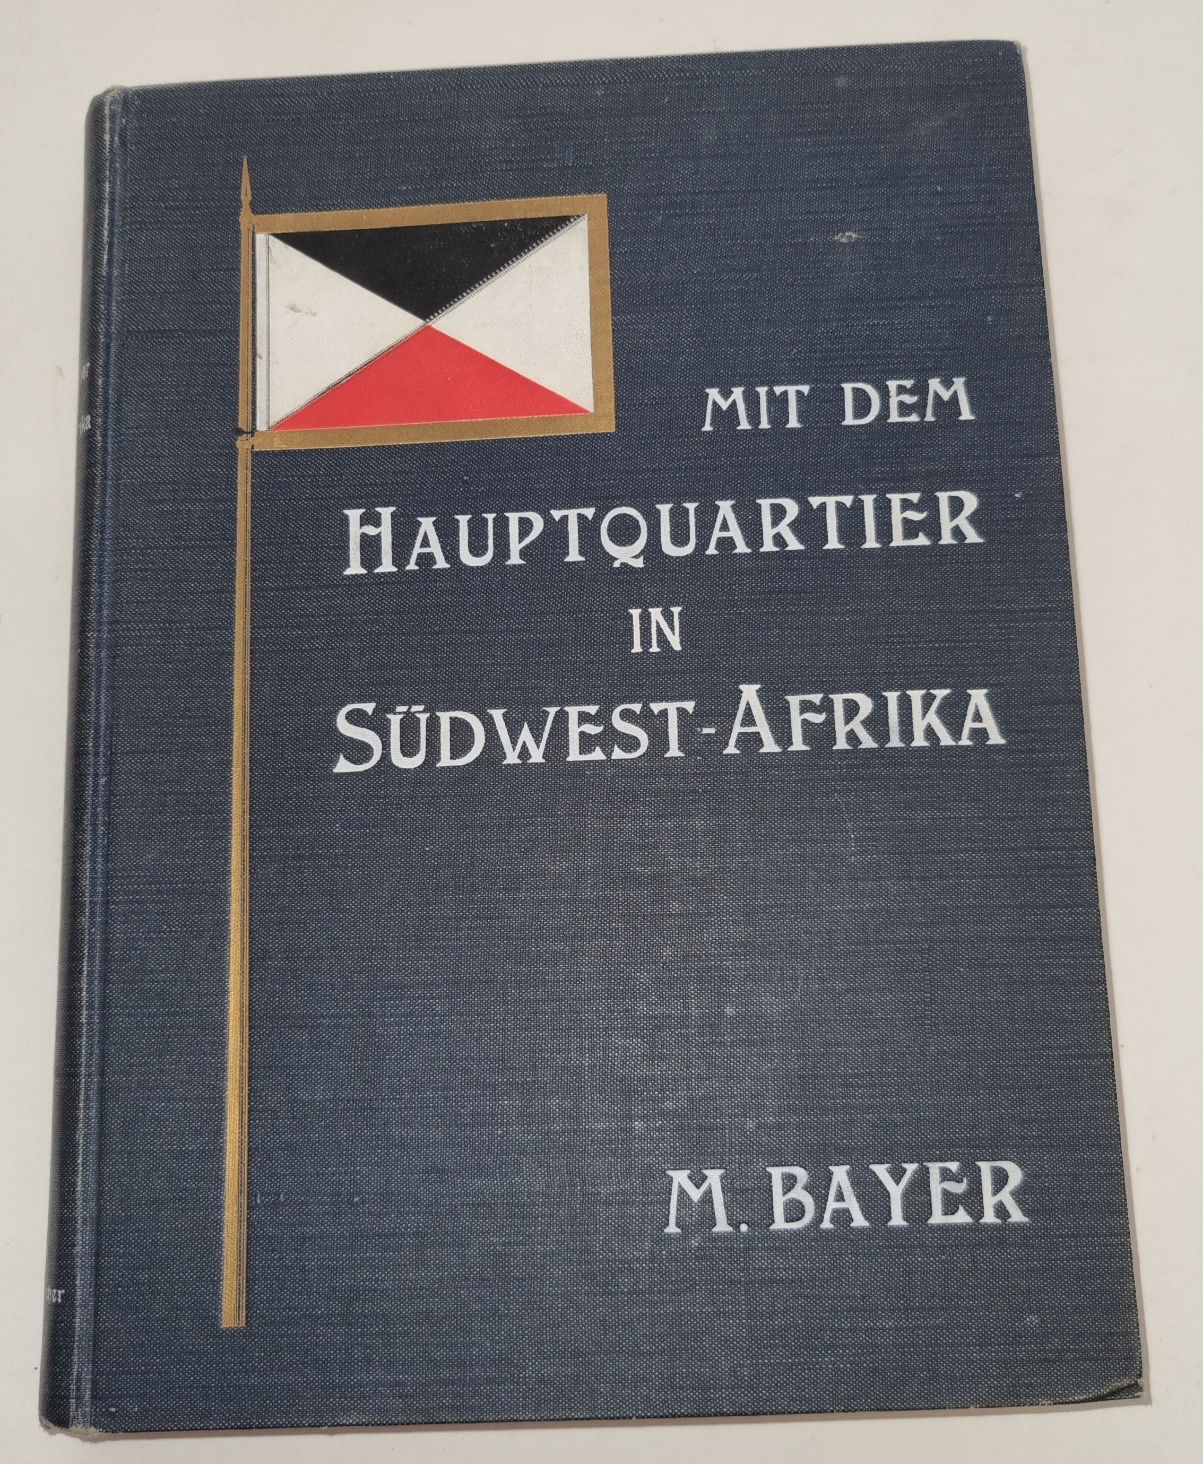 MIT DEM
HAUPTQUARTIER
IN
SÜDWEST-AFRIKA
M. BAYER